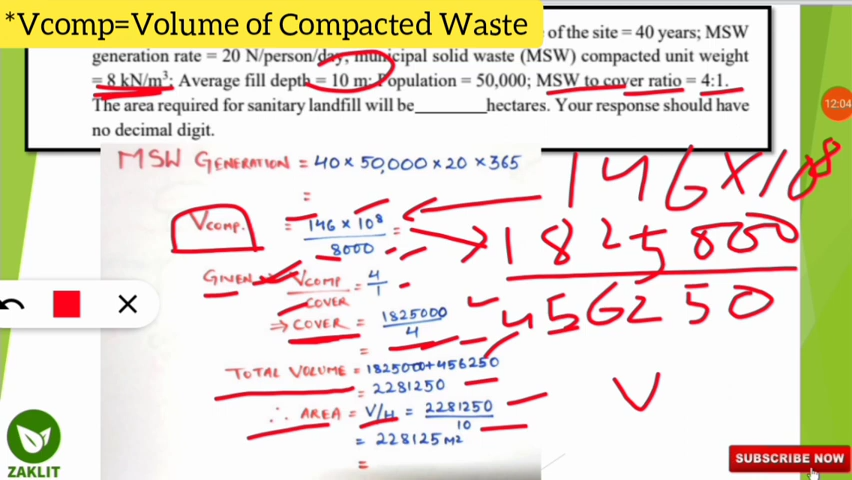 *Vcomp=Volume of Compacted Waste
of the site = 40 years; MSW
generation rate = 20 N/person/day; municipal solid waste (MSW) compacted unit weight
= 8 kN/m³; Average fill depth = 10 m; Population = 50,000; MSW to cover ratio = 4:1.
The area required for sanitary landfill will be________hectares. Your response should have
no decimal digit.
12:04
MSW GENERATION = 40 × 50,000 × 20 × 365
=
146 × 10⁸
Vcomp. = 146 × 10⁸ =
8000
1825000
GIVEN Vcomp = 4
COVER 1
456250
⇒ COVER = 1825000
4
=
TOTAL VOLUME = 1825000+456250
= 2281250
V
∴ AREA = V/H = 2281250
10
= 228125 M2
=
ZAKLIT
SUBSCRIBE NOW